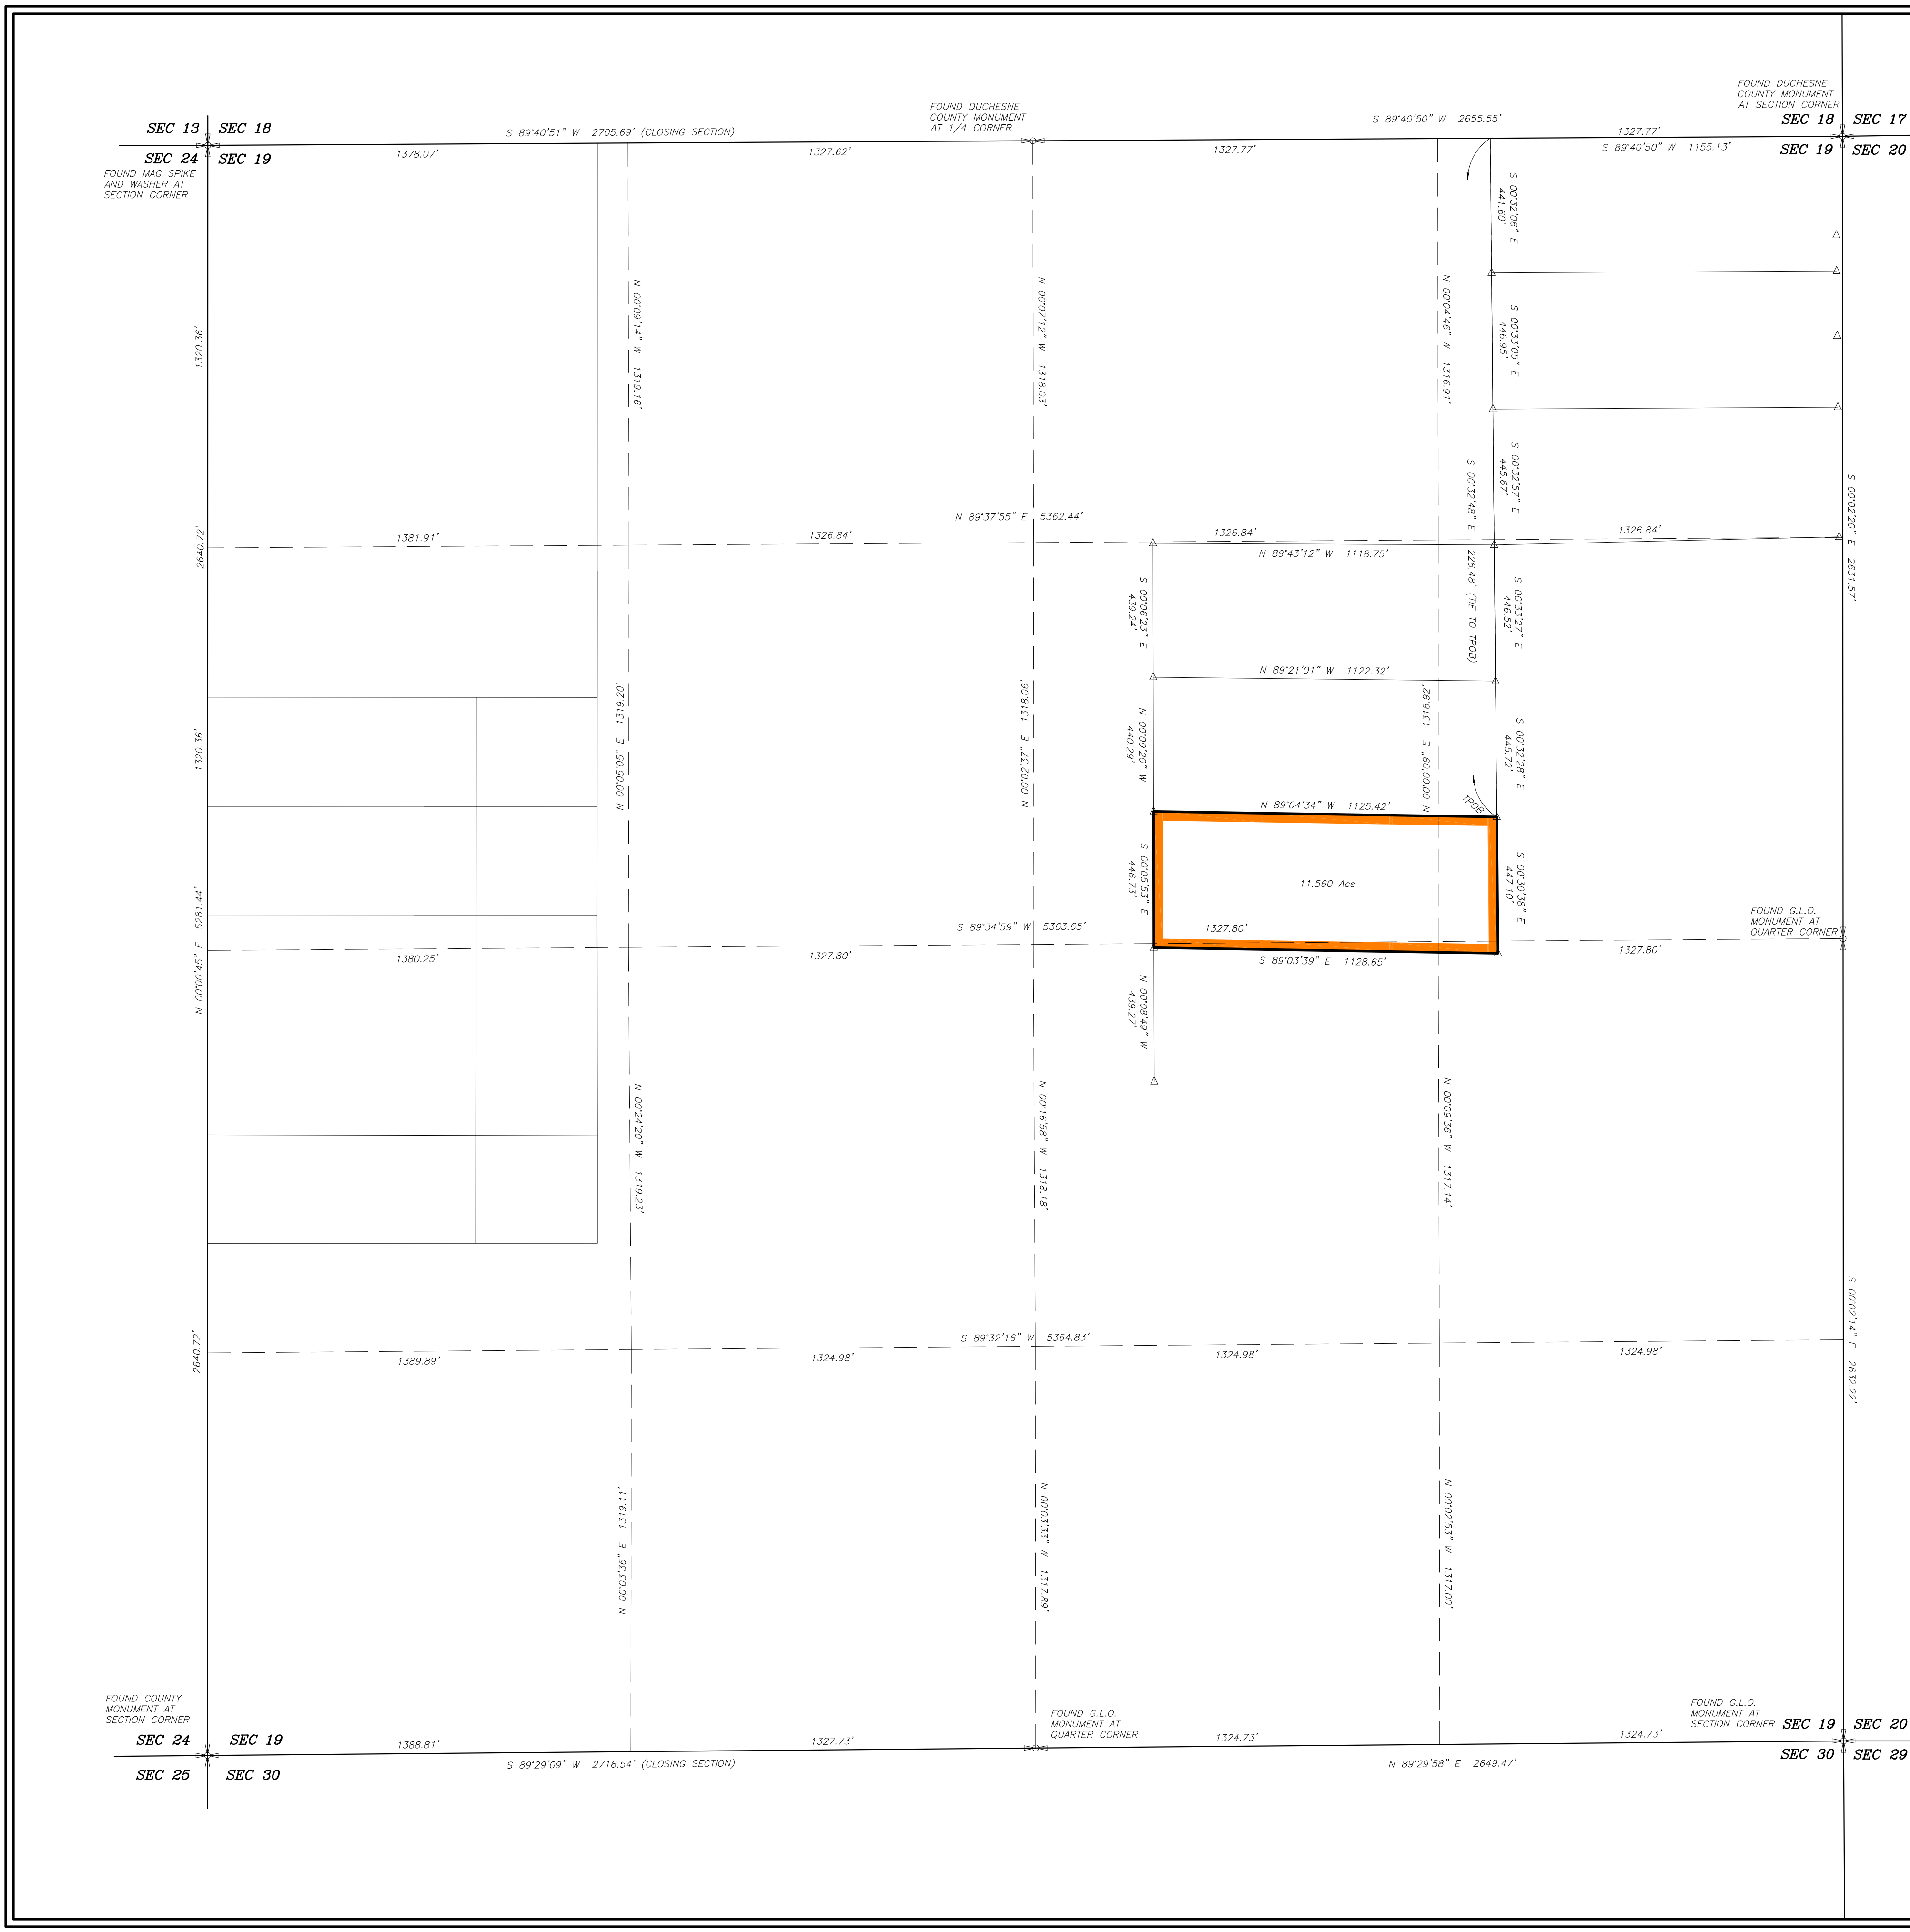 FOUND DUCHESNE
COUNTY MONUMENT
AT SECTION CORNER
FOUND DUCHESNE
COUNTY MONUMENT
AT 1/4 CORNER
SEC 13
SEC 18
SEC 24
SEC 19
FOUND MAG SPIKE
AND WASHER AT
SECTION CORNER
S 89°40'51" W 2705.69' (CLOSING SECTION)
1378.07'
1327.62'
S 89°40'50" W 2655.55'
1327.77'
1327.77'
S 89°40'50" W 1155.13'
SEC 18
SEC 17
SEC 19
SEC 20
S 00°32'06" E
441.60'
1320.36'
N 00°09'14" W 1319.16'
N 00°07'12" W 1318.03'
N 00°04'46" W 1316.91'
S 00°33'05" E
446.95'
S 00°32'57" E
445.67'
S 00°32'48" E 226.48' (TIE TO TPOB)
S 00°02'20" E 2631.57'
2640.72'
N 89°37'55" E 5362.44'
1381.91'
1326.84'
1326.84'
1326.84'
N 89°43'12" W 1118.75'
S 00°06'23" E
439.24'
S 00°33'27" E
446.52'
N 89°21'01" W 1122.32'
1320.36'
N 00°05'05" E 1319.20'
N 00°02'37" E 1318.06'
N 00°09'20" W
440.29'
N 00°00'09" E 1316.92'
S 00°32'28" E
445.72'
N 89°04'34" W 1125.42'
TPOB
S 00°05'53" E
446.73'
11.560 Acs
S 00°30'38" E
447.10'
N 00°00'45" E 5281.44'
S 89°34'59" W 5363.65'
1327.80'
FOUND G.L.O.
MONUMENT AT
QUARTER CORNER
1380.25'
1327.80'
1327.80'
S 89°03'39" E 1128.65'
N 00°08'49" W
439.27'
N 00°24'20" W 1319.23'
N 00°16'58" W 1318.18'
N 00°09'36" W 1317.14'
S 00°02'14" E 2632.22'
2640.72'
S 89°32'16" W 5364.83'
1389.89'
1324.98'
1324.98'
1324.98'
N 00°03'36" E 1319.11'
N 00°03'33" W 1317.89'
N 00°02'53" W 1317.00'
FOUND COUNTY
MONUMENT AT
SECTION CORNER
SEC 24
SEC 19
SEC 25
SEC 30
1388.81'
1327.73'
S 89°29'09" W 2716.54' (CLOSING SECTION)
FOUND G.L.O.
MONUMENT AT
QUARTER CORNER
1324.73'
1324.73'
N 89°29'58" E 2649.47'
FOUND G.L.O.
MONUMENT AT
SECTION CORNER
SEC 19
SEC 20
SEC 30
SEC 29